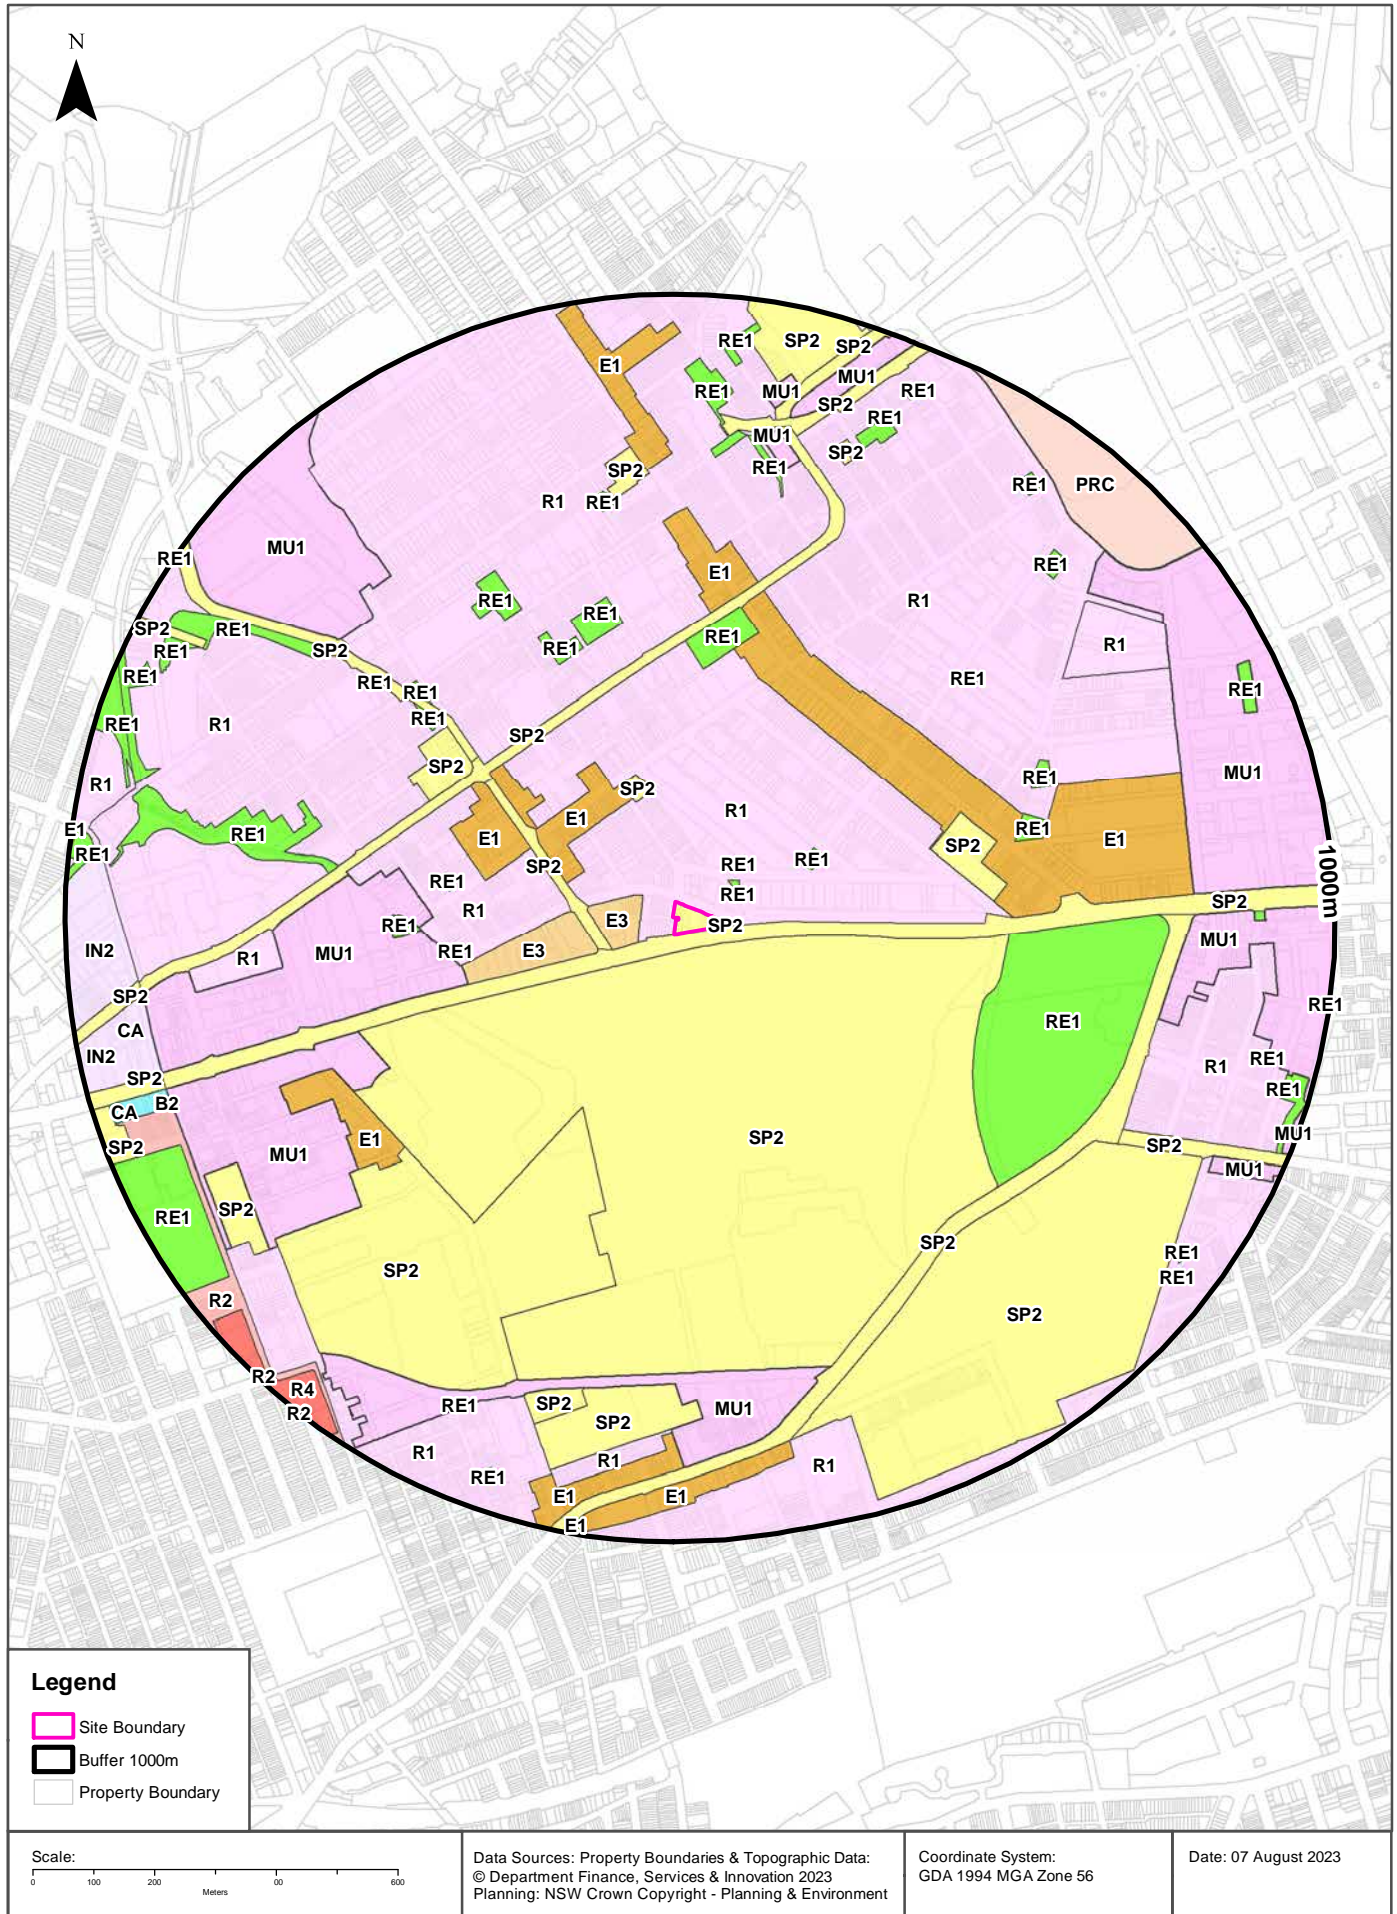 N
RE1
SP2
SP2
E1
MU1
RE1
MU1
RE1
SP2
RE1
MU1
SP2
RE1
SP2
RE1
PRC
R1
RE1
MU1
RE1
RE1
E1
RE1
R1
RE1
RE1
SP2
RE1
RE1
R1
RE1
SP2
RE1
RE1
RE1
RE1
RE1
RE1
R1
RE1
SP2
SP2
MU1
R1
RE1
SP2
R1
E1
RE1
E1
RE1
E1
E1
SP2
RE1
RE1
SP2
RE1
RE1
RE1
1000m
SP2
R1
E3
RE1
SP2
MU1
IN2
R1
MU1
RE1
E3
SP2
RE1
RE1
CA
IN2
RE1
R1
SP2
RE1
B2
CA
MU1
E1
SP2
SP2
SP2
MU1
MU1
RE1
SP2
SP2
RE1
SP2
RE1
R2
SP2
R2
R4
R2
RE1
SP2
SP2
MU1
R1
R1
RE1
R1
E1
E1
E1
Legend
Site Boundary
Buffer 1000m
Property Boundary
Scale:
0 100 200 00 600
Meters
Data Sources: Property Boundaries & Topographic Data:
© Department Finance, Services & Innovation 2023
Planning: NSW Crown Copyright - Planning & Environment
Coordinate System:
GDA 1994 MGA Zone 56
Date: 07 August 2023